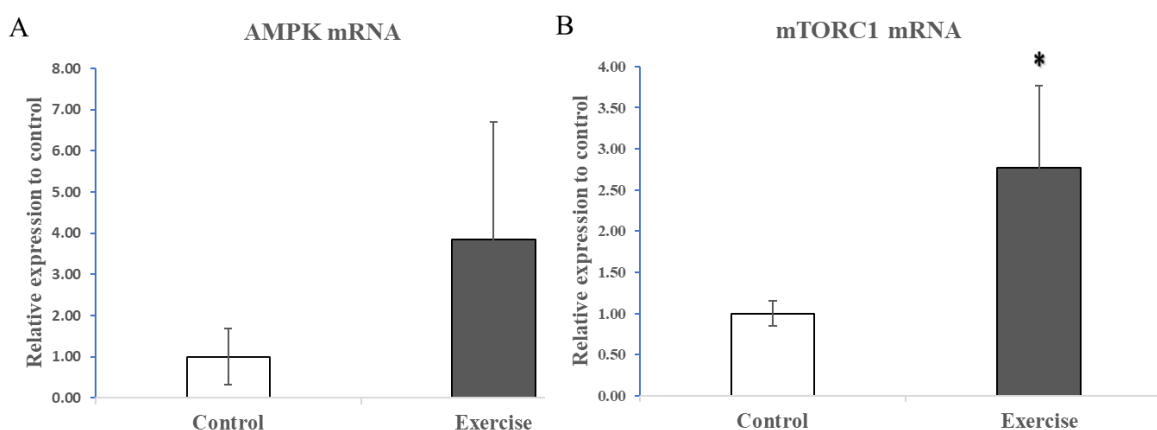 A
AMPK mRNA
Relative expression to control
8.00
7.00
6.00
5.00
4.00
3.00
2.00
1.00
0.00
Control
Exercise
B
mTORC1 mRNA
Relative expression to control
4.00
3.50
3.00
2.50
2.00
1.50
1.00
0.50
0.00
*
Control
Exercise